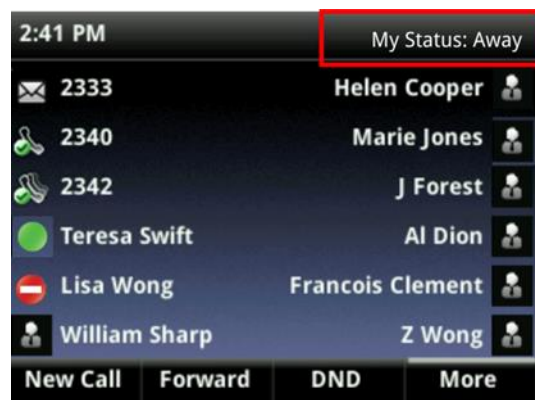 2:41 PM My Status: Away
2333 Helen Cooper
2340 Marie Jones
2342 J Forest
Teresa Swift Al Dion
Lisa Wong Francois Clement
William Sharp Z Wong
New Call Forward DND More